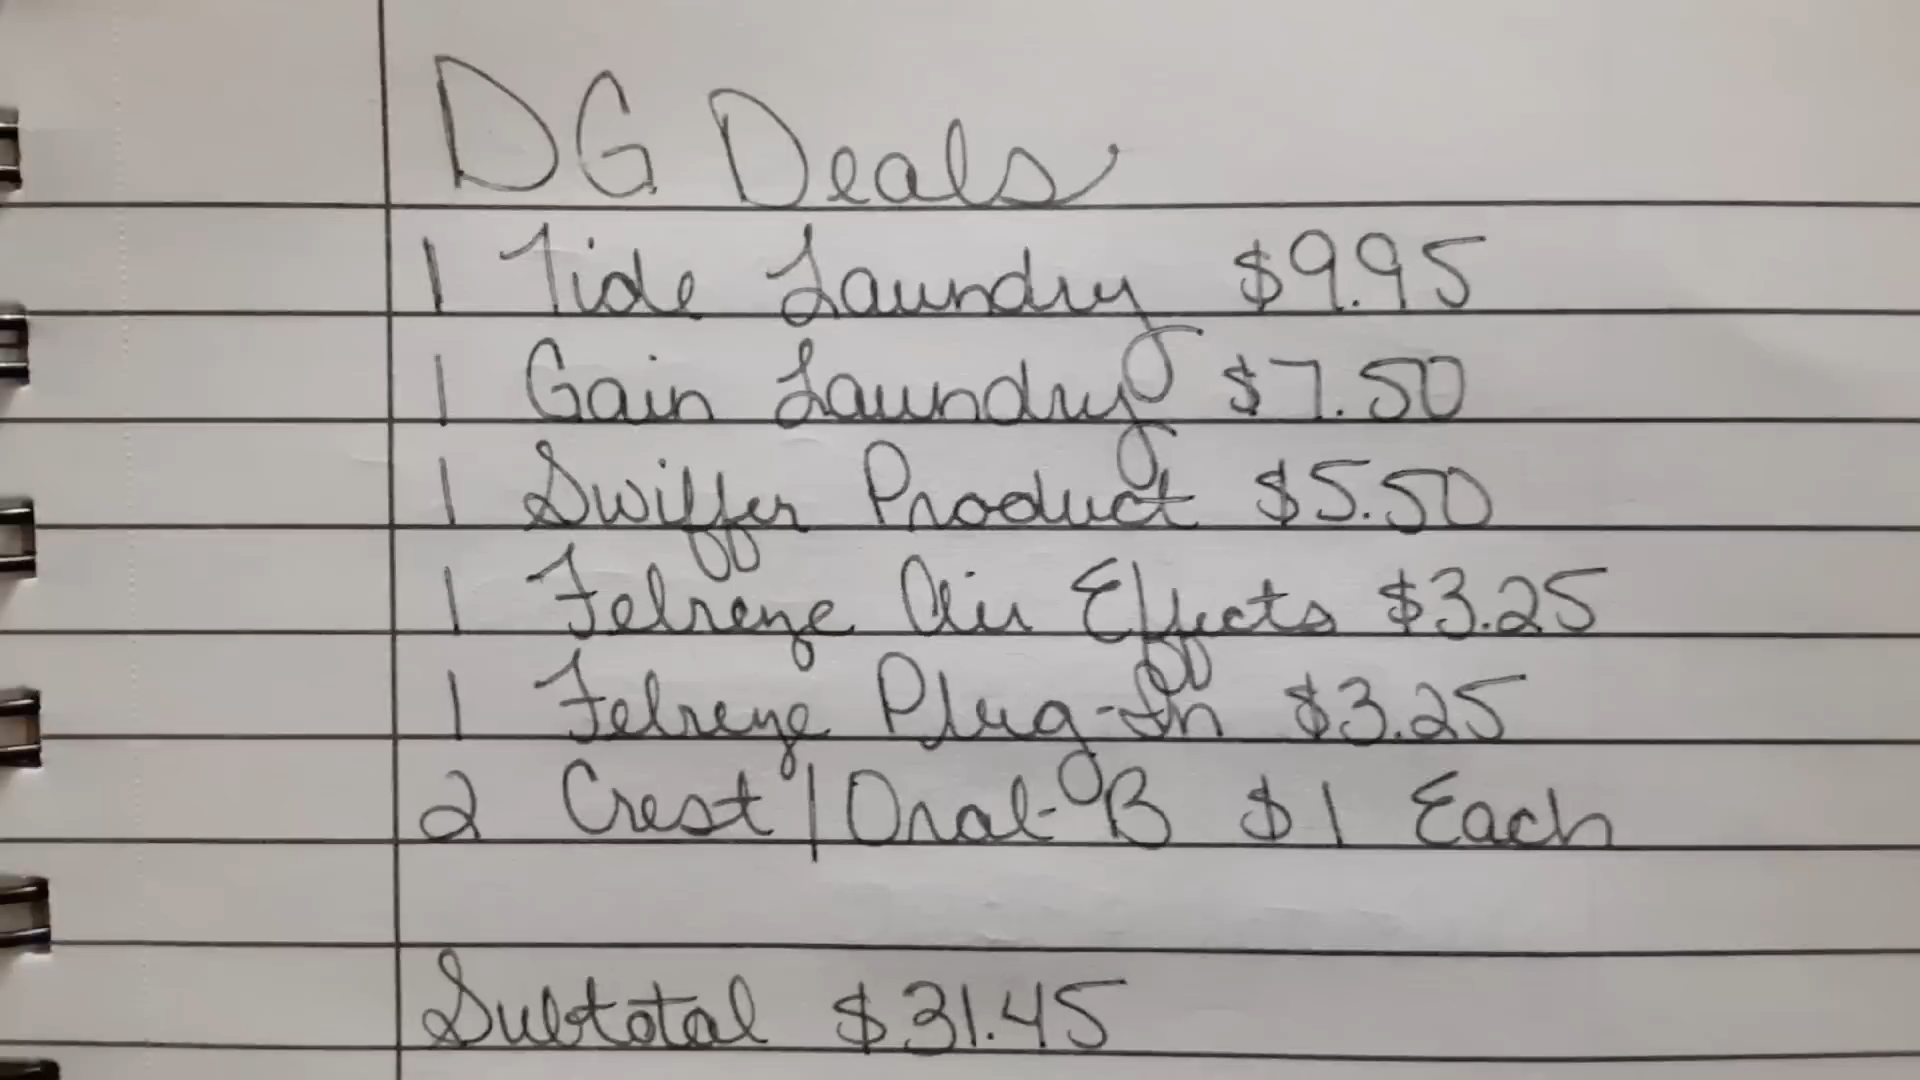 DG Deals
1 Tide Laundry $9.95
1 Gain Laundry $7.50
1 Swiffer Product $5.50
1 Febreze Air Effects $3.25
1 Febreze Plug-In $3.25
2 Crest/Oral-B $1 Each
Subtotal $31.45